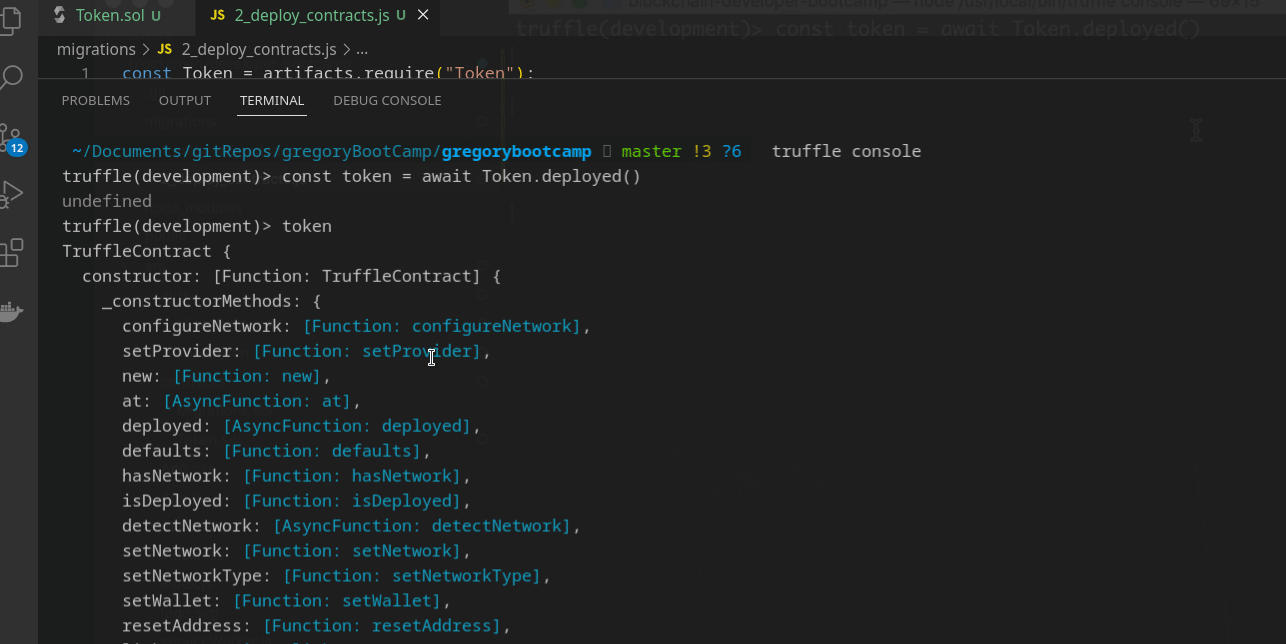 blockchain-developer-bootcamp — node /usr/local/bin/truffle console — 69×15
Token.sol U
JS 2_deploy_contracts.js U
truffle(development)> const token = await Token.deployed()
migrations > JS 2_deploy_contracts.js > ...
1 const Token = artifacts.require("Token");
PROBLEMS OUTPUT TERMINAL DEBUG CONSOLE
migrations
12
~/Documents/gitRepos/gregoryBootCamp/gregorybootcamp master !3 ?6 truffle console
truffle(development)> const token = await Token.deployed()
undefined
truffle(development)> token
TruffleContract {
constructor: [Function: TruffleContract] {
_constructorMethods: {
configureNetwork: [Function: configureNetwork],
setProvider: [Function: setProvider],
new: [Function: new],
at: [AsyncFunction: at],
deployed: [AsyncFunction: deployed],
defaults: [Function: defaults],
hasNetwork: [Function: hasNetwork],
isDeployed: [Function: isDeployed],
detectNetwork: [AsyncFunction: detectNetwork],
setNetwork: [Function: setNetwork],
setNetworkType: [Function: setNetworkType],
setWallet: [Function: setWallet],
resetAddress: [Function: resetAddress],